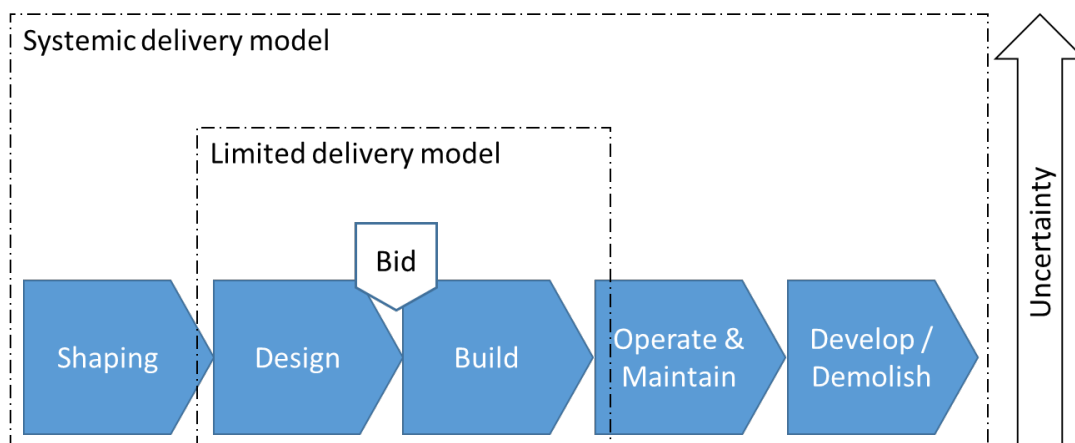 Systemic delivery model
Limited delivery model
Bid
Shaping
Design
Build
Operate &
Maintain
Develop /
Demolish
Uncertainty